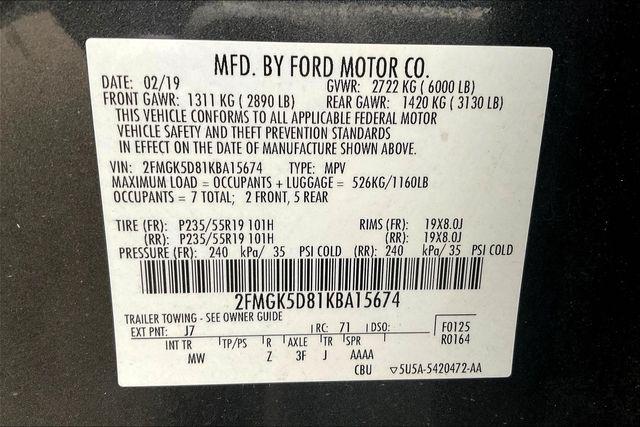 MFD. BY FORD MOTOR CO.
DATE: 02/19 GVWR: 2722 KG ( 6000 LB)
FRONT GAWR: 1311 KG ( 2890 LB) REAR GAWR: 1420 KG ( 3130 LB)
THIS VEHICLE CONFORMS TO ALL APPLICABLE FEDERAL MOTOR
VEHICLE SAFETY AND THEFT PREVENTION STANDARDS
IN EFFECT ON THE DATE OF MANUFACTURE SHOWN ABOVE.
VIN: 2FMGK5D81KBA15674 TYPE: MPV
MAXIMUM LOAD = OCCUPANTS + LUGGAGE = 526KG/1160LB
OCCUPANTS = 7 TOTAL; 2 FRONT, 5 REAR
TIRE (FR): P235/55R19 101H RIMS (FR): 19X8.0J
(RR): P235/55R19 101H (RR): 19X8.0J
PRESSURE (FR): 240 kPa/ 35 PSI COLD (RR): 240 kPa/ 35 PSI COLD
2FMGK5D81KBA15674
TRAILER TOWING - SEE OWNER GUIDE
EXT PNT: J7 RC: 71 DSO: F0125
R0164
INT TR TP/PS R AXLE TR SPR
MW Z 3F J AAAA
CBU ▽5U5A-5420472-AA